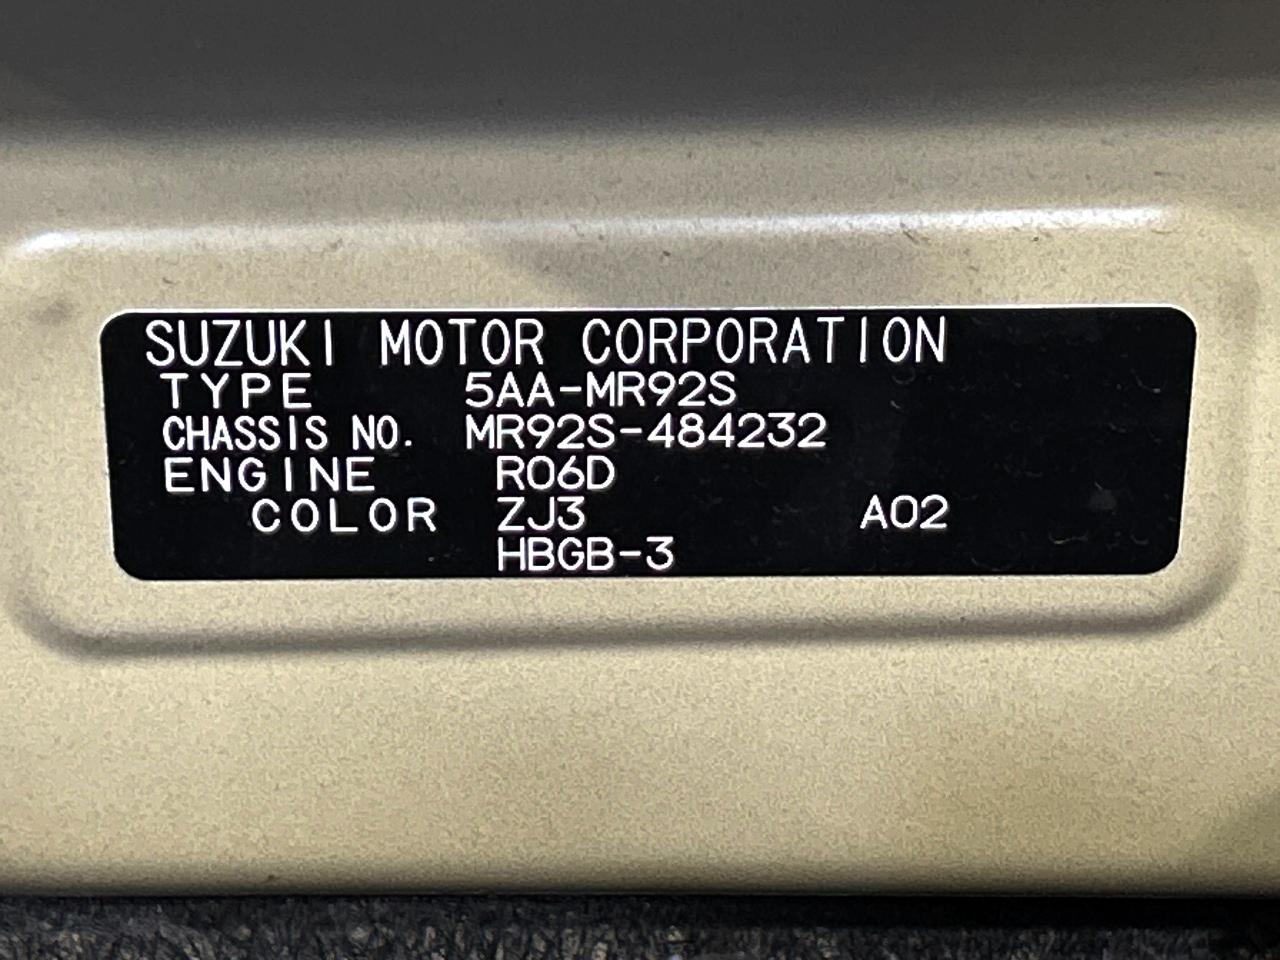 SUZUKI MOTOR CORPORATION
TYPE 5AA-MR92S
CHASSIS NO. MR92S-484232
ENGINE R06D
COLOR ZJ3 A02
HBGB-3